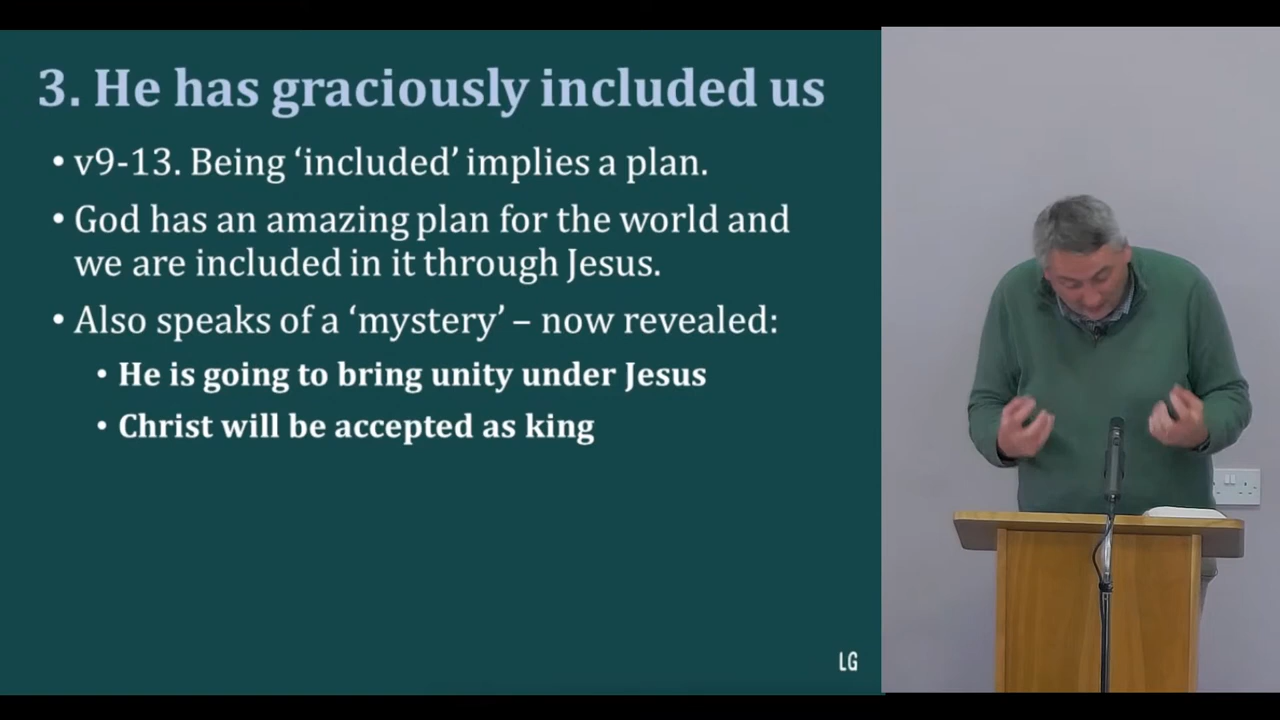 3. He has graciously included us
• v9-13. Being ‘included’ implies a plan.
• God has an amazing plan for the world and
we are included in it through Jesus.
• Also speaks of a ‘mystery’ – now revealed:
• He is going to bring unity under Jesus
• Christ will be accepted as king
LG